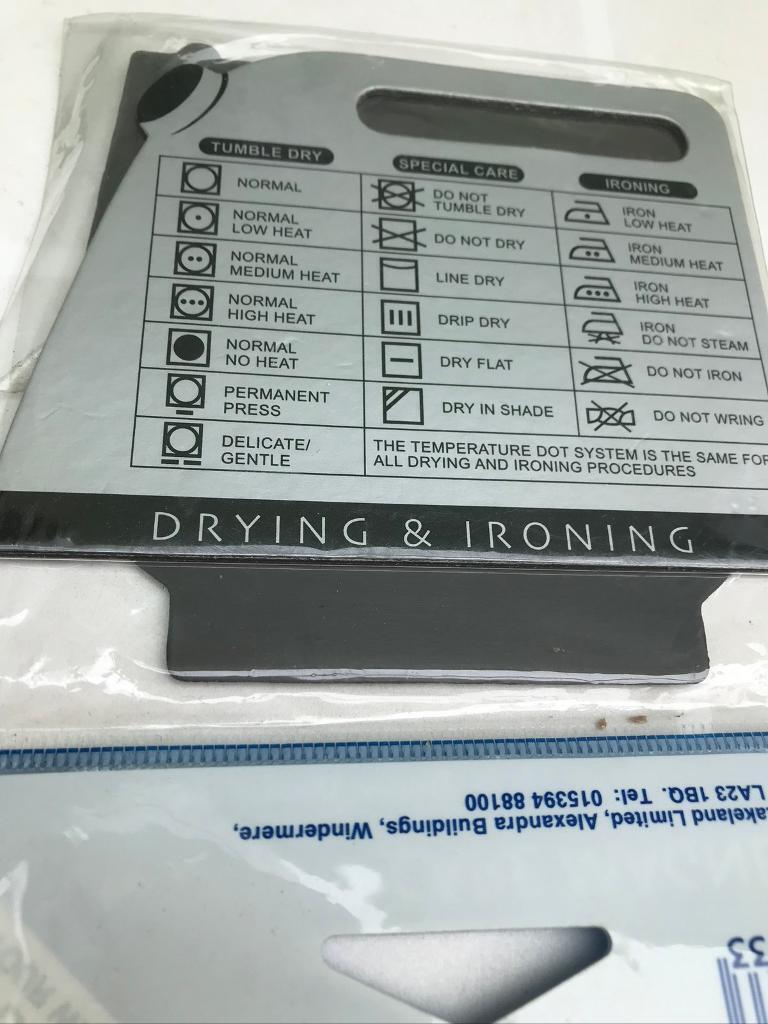 TUMBLE DRY
NORMAL
NORMAL
LOW HEAT
NORMAL
MEDIUM HEAT
NORMAL
HIGH HEAT
NORMAL
NO HEAT
PERMANENT
PRESS
DELICATE/
GENTLE
SPECIAL CARE
DO NOT
TUMBLE DRY
DO NOT DRY
LINE DRY
DRIP DRY
DRY FLAT
DRY IN SHADE
IRONING
IRON
LOW HEAT
IRON
MEDIUM HEAT
IRON
HIGH HEAT
IRON
DO NOT STEAM
DO NOT IRON
DO NOT WRING
THE TEMPERATURE DOT SYSTEM IS THE SAME FOR
ALL DRYING AND IRONING PROCEDURES
DRYING & IRONING
akeland Limited, Alexandra Buildings, Windermere,
LA23 1BQ. Tel: 015394 88100
33